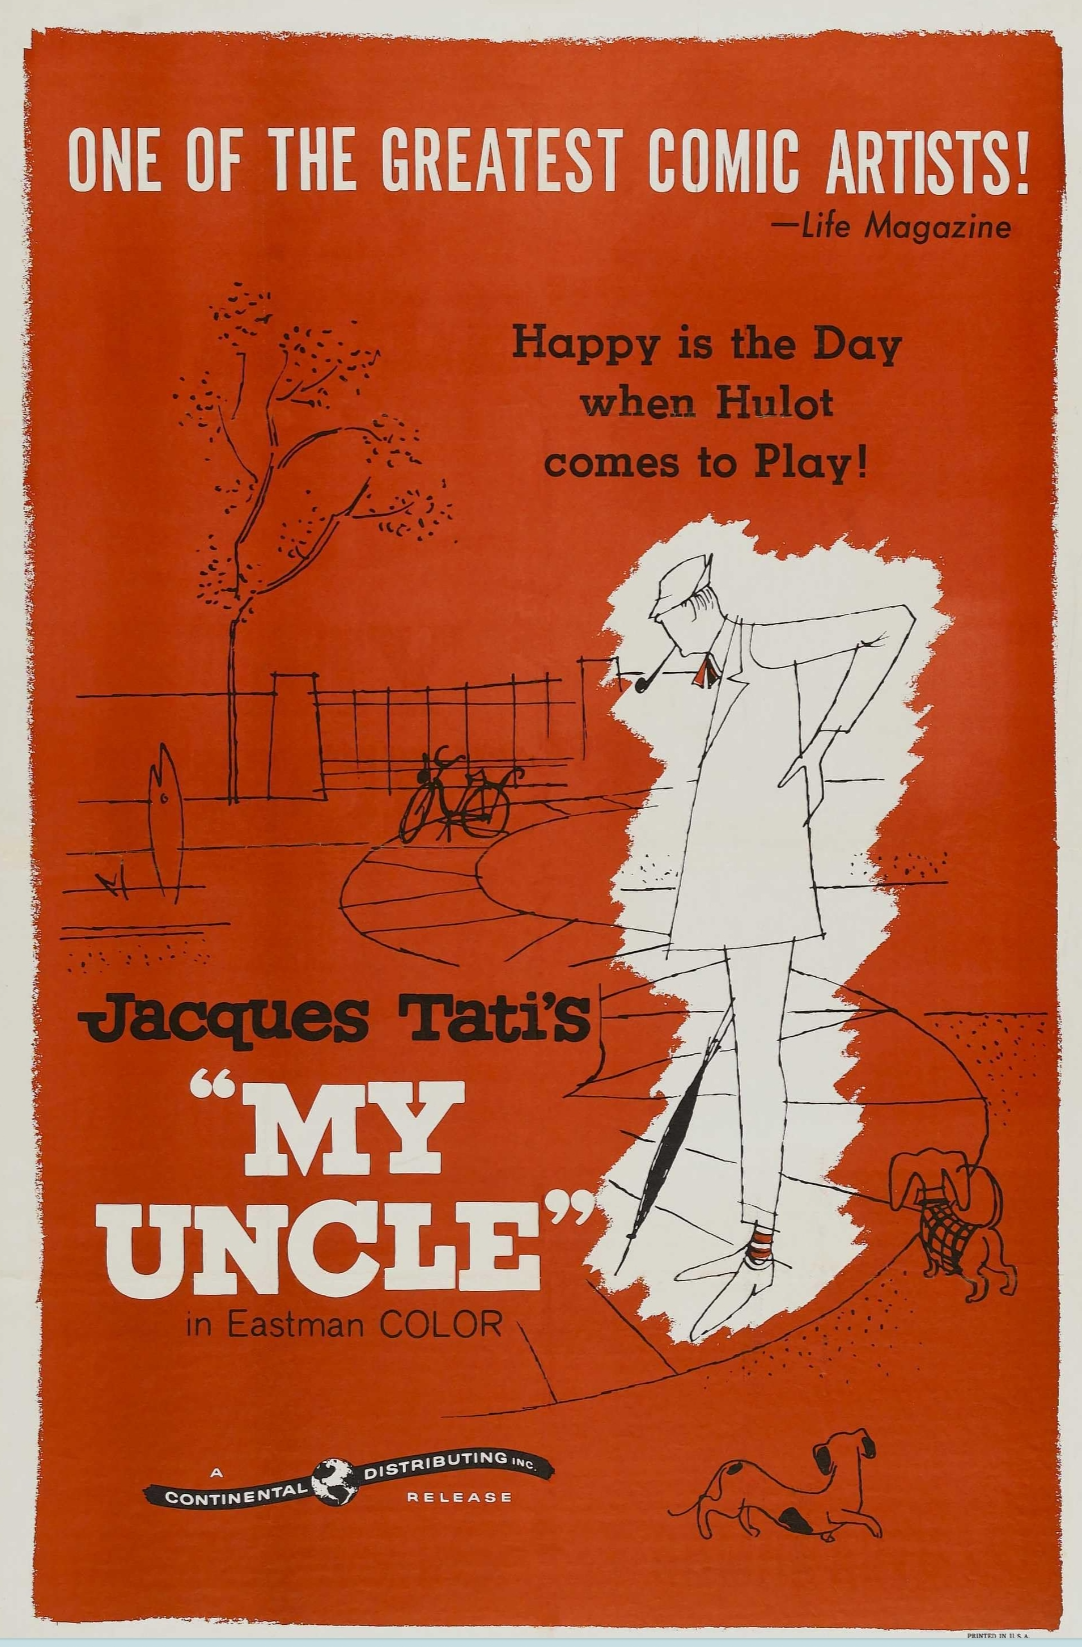 ONE OF THE GREATEST COMIC ARTISTS!
—Life Magazine
Happy is the Day
when Hulot
comes to Play!
Jacques Tati's
“MY
UNCLE”
in Eastman COLOR
A
CONTINENTAL DISTRIBUTING INC.
RELEASE
PRINTED IN U.S.A.